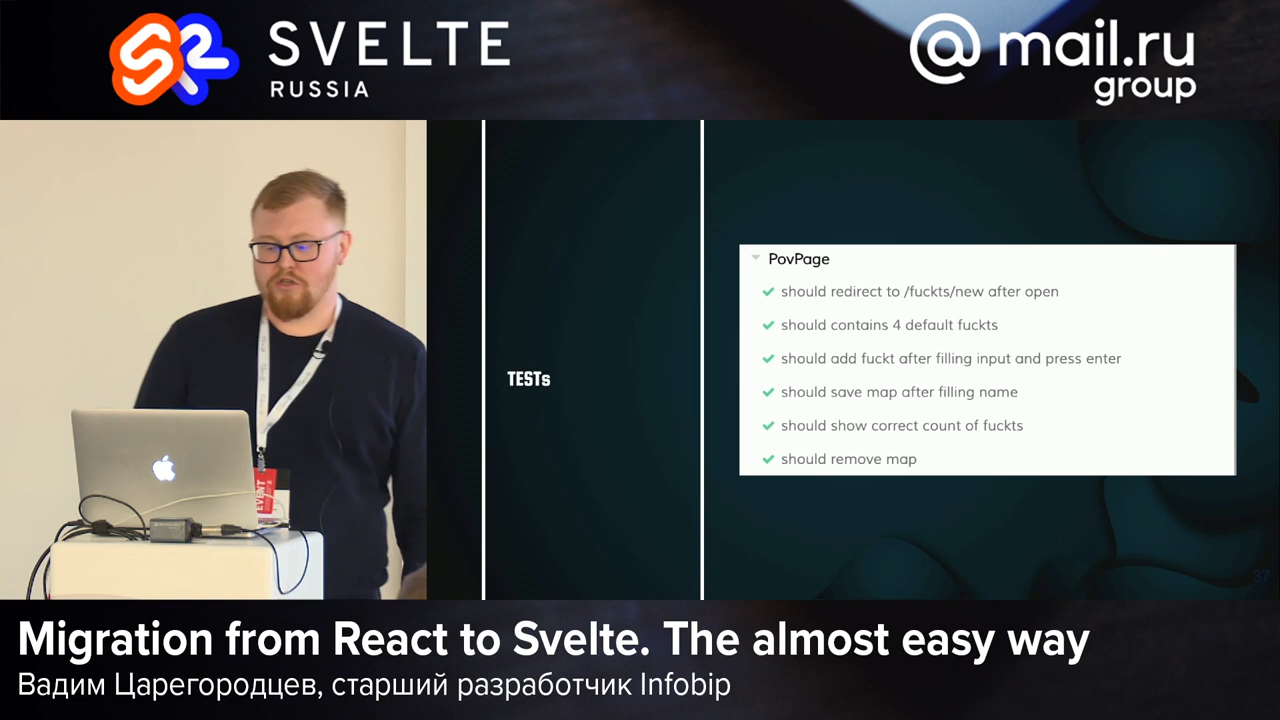 SVELTE
RUSSIA
@mail.ru
group
TESTs
PovPage
should redirect to /fuckts/new after open
should contains 4 default fuckts
should add fuckt after filling input and press enter
should save map after filling name
should show correct count of fuckts
should remove map
EVENT
37
Migration from React to Svelte. The almost easy way
Вадим Царегородцев, старший разработчик Infobip